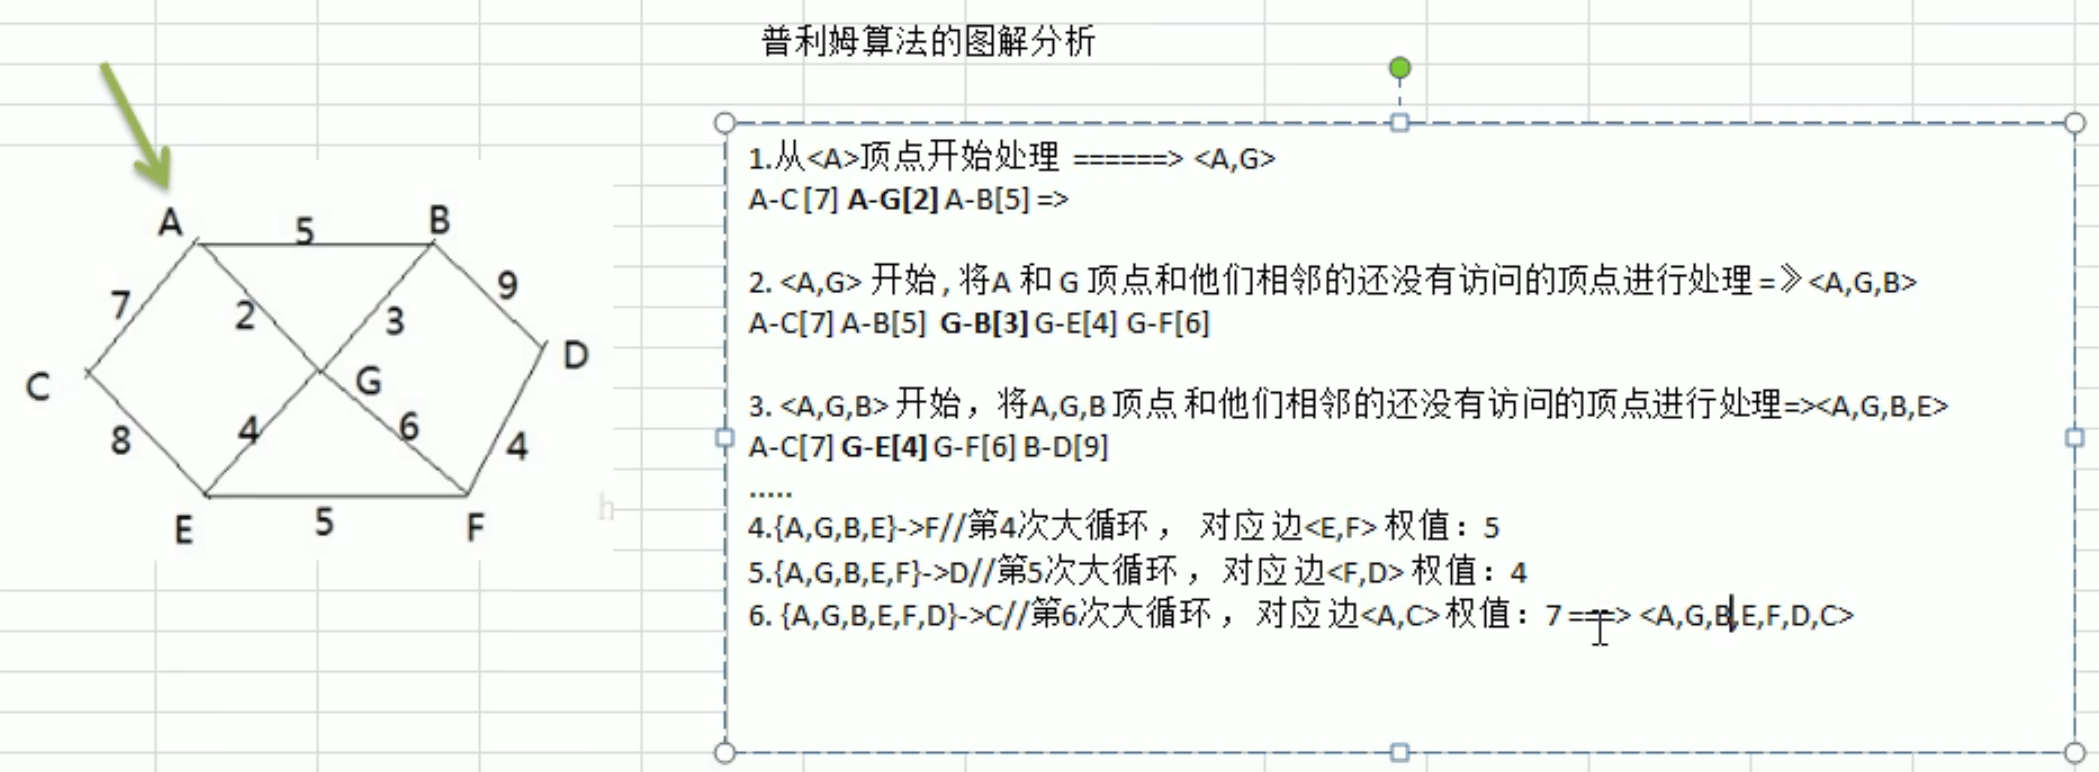 普利姆算法的图解分析
1.从<A>顶点开始处理 ======> <A,G>
A-C [7] A-G[2] A-B[5] =>
2. <A,G> 开始 , 将A 和 G 顶点和他们相邻的还没有访问的顶点进行处理 =》<A,G,B>
A-C[7] A-B[5] G-B[3] G-E[4] G-F[6]
3. <A,G,B> 开始，将A,G,B 顶点 和他们相邻的还没有访问的顶点进行处理=><A,G,B,E>
A-C[7] G-E[4] G-F[6] B-D[9]
.....
4.{A,G,B,E}->F//第4次大循环 ， 对应 边<E,F> 权值：5
5.{A,G,B,E,F}->D//第5次大循环 ，对应 边<F,D> 权值：4
6. {A,G,B,E,F,D}->C//第6次大循环 ，对应 边<A,C> 权值：7 ===> <A,G,B,E,F,D,C>
A
5
B
7
2
3
9
C
G
D
8
4
6
4
E
5
F
h